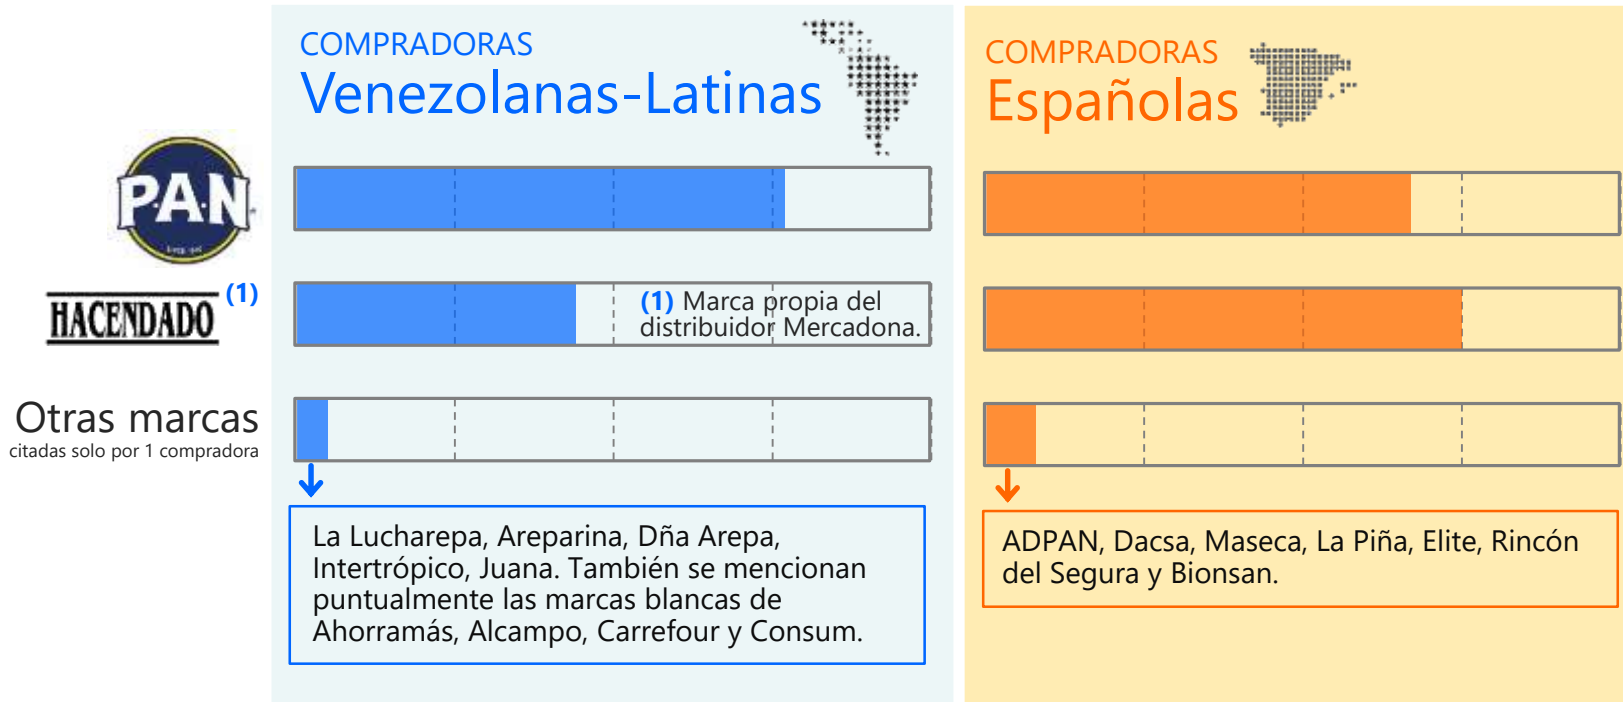 COMPRADORAS
Venezolanas-Latinas
COMPRADORAS
Españolas
P.A.N.
HACENDADO (1)
(1) Marca propia del
distribuidor Mercadona.
Otras marcas
citadas solo por 1 compradora
La Lucharepa, Areparina, Dña Arepa,
Intertrópico, Juana. También se mencionan
puntualmente las marcas blancas de
Ahorramás, Alcampo, Carrefour y Consum.
ADPAN, Dacsa, Maseca, La Piña, Elite, Rincón
del Segura y Bionsan.